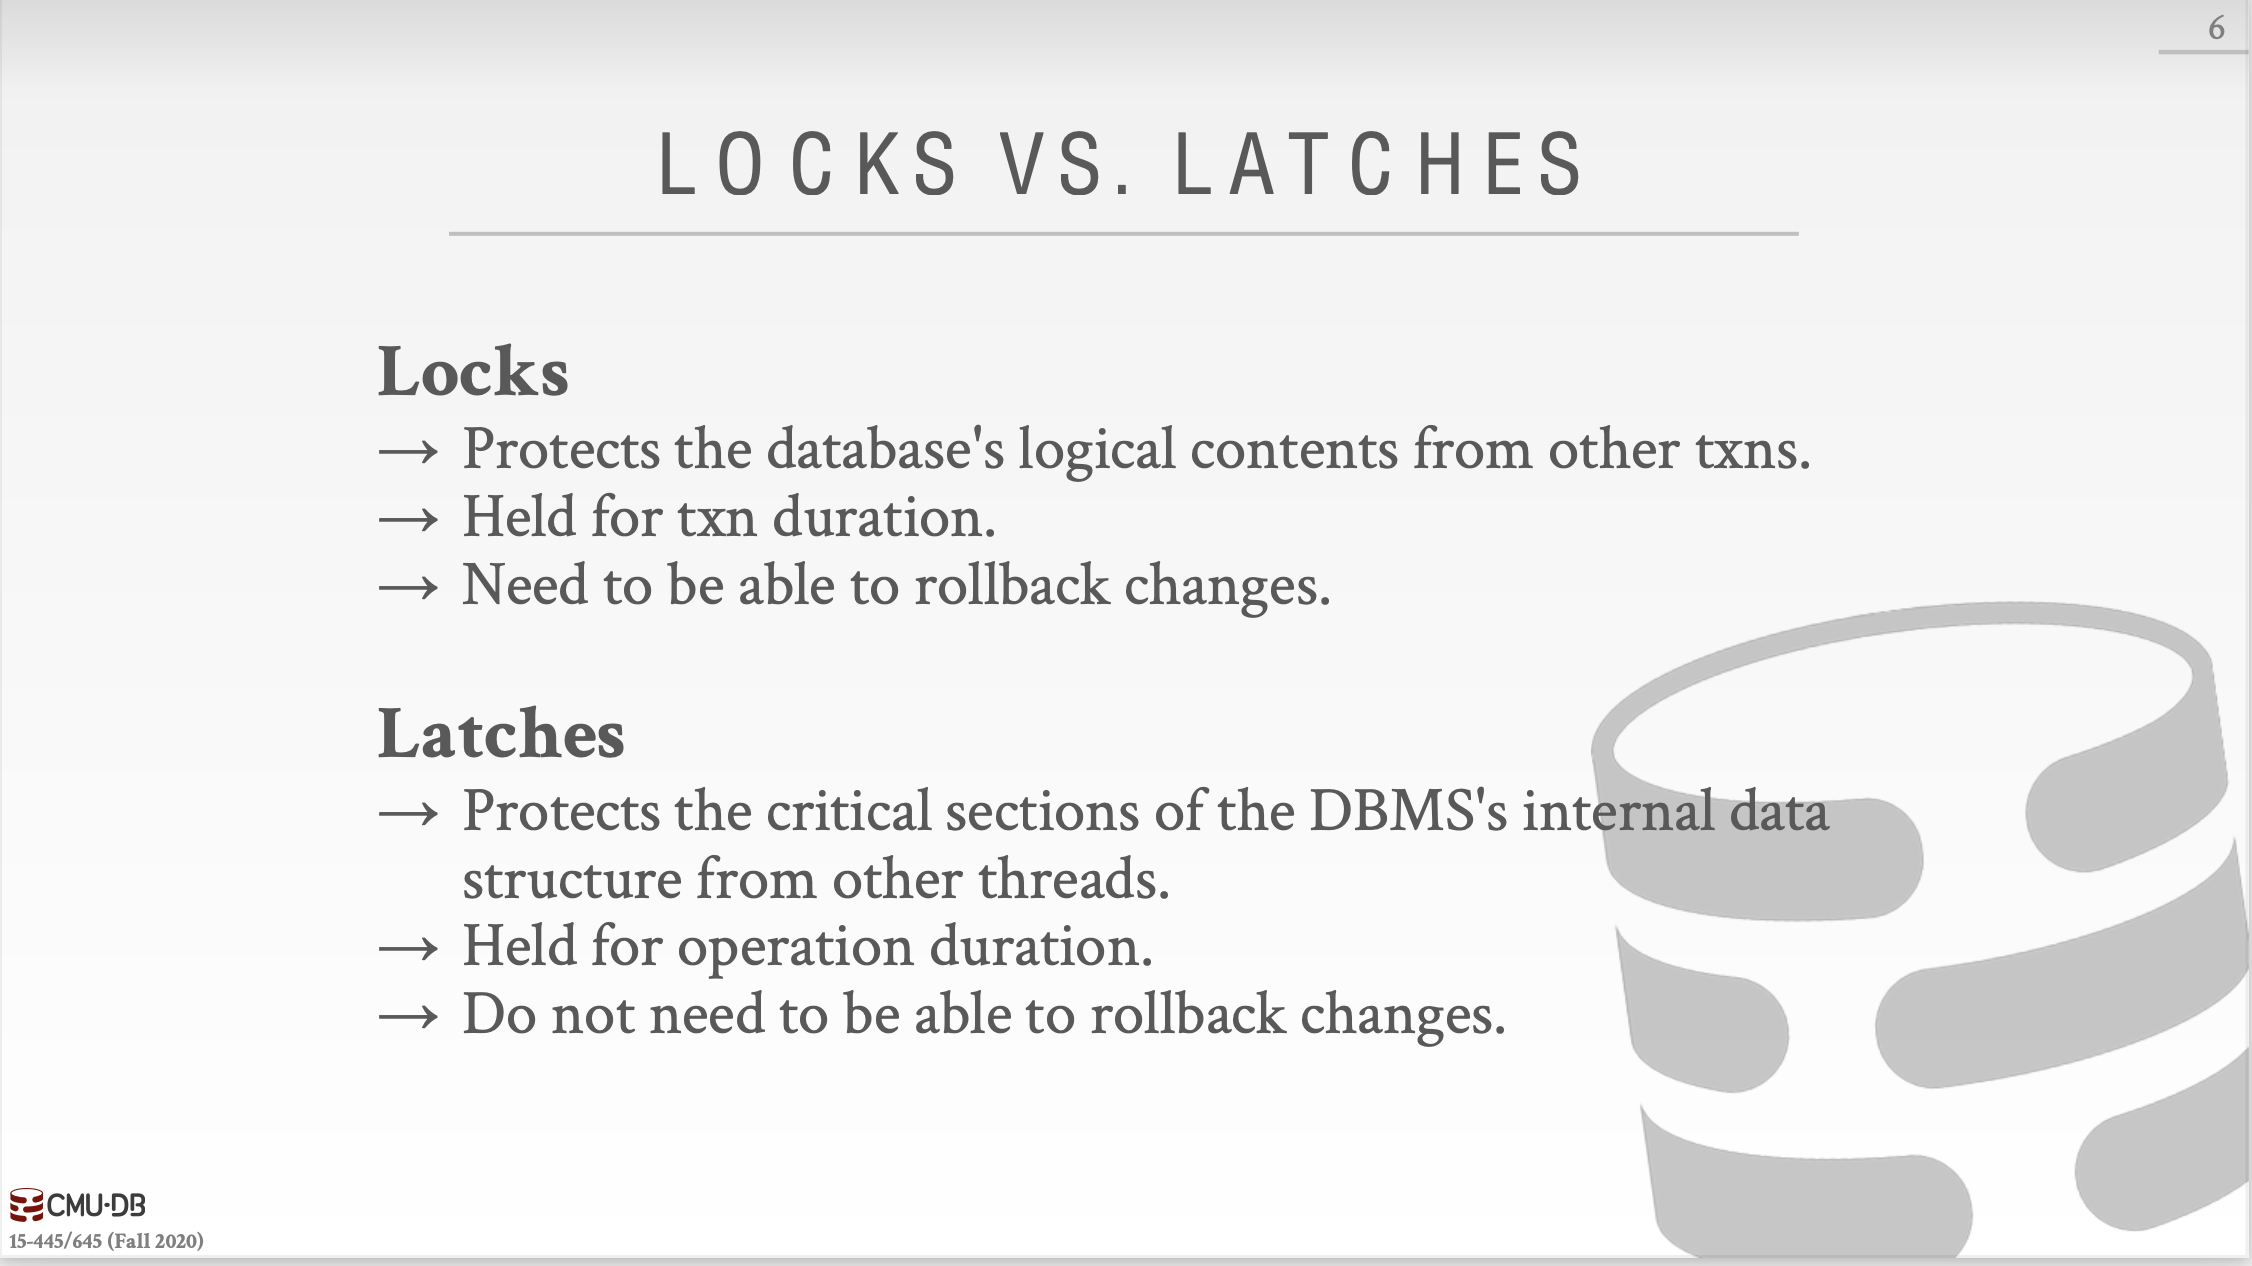 6
LOCKS VS. LATCHES
Locks
→ Protects the database's logical contents from other txns.
→ Held for txn duration.
→ Need to be able to rollback changes.
Latches
→ Protects the critical sections of the DBMS's internal data
structure from other threads.
→ Held for operation duration.
→ Do not need to be able to rollback changes.
CMU·DB
15-445/645 (Fall 2020)